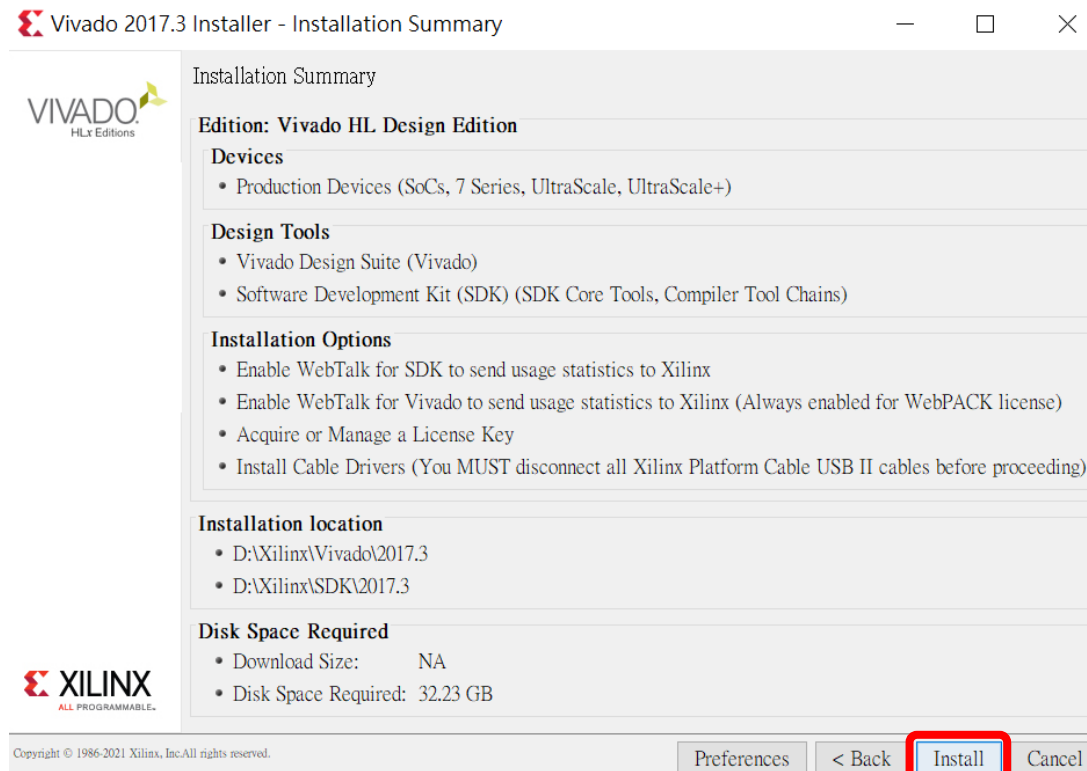 Vivado 2017.3 Installer - Installation Summary
VIVADO.
HLx Editions
Installation Summary
Edition: Vivado HL Design Edition
Devices
• Production Devices (SoCs, 7 Series, UltraScale, UltraScale+)
Design Tools
• Vivado Design Suite (Vivado)
• Software Development Kit (SDK) (SDK Core Tools, Compiler Tool Chains)
Installation Options
• Enable WebTalk for SDK to send usage statistics to Xilinx
• Enable WebTalk for Vivado to send usage statistics to Xilinx (Always enabled for WebPACK license)
• Acquire or Manage a License Key
• Install Cable Drivers (You MUST disconnect all Xilinx Platform Cable USB II cables before proceeding)
Installation location
• D:\Xilinx\Vivado\2017.3
• D:\Xilinx\SDK\2017.3
Disk Space Required
• Download Size: NA
• Disk Space Required: 32.23 GB
XILINX
ALL PROGRAMMABLE.
Copyright © 1986-2021 Xilinx, Inc.All rights reserved.
Preferences < Back Install Cancel